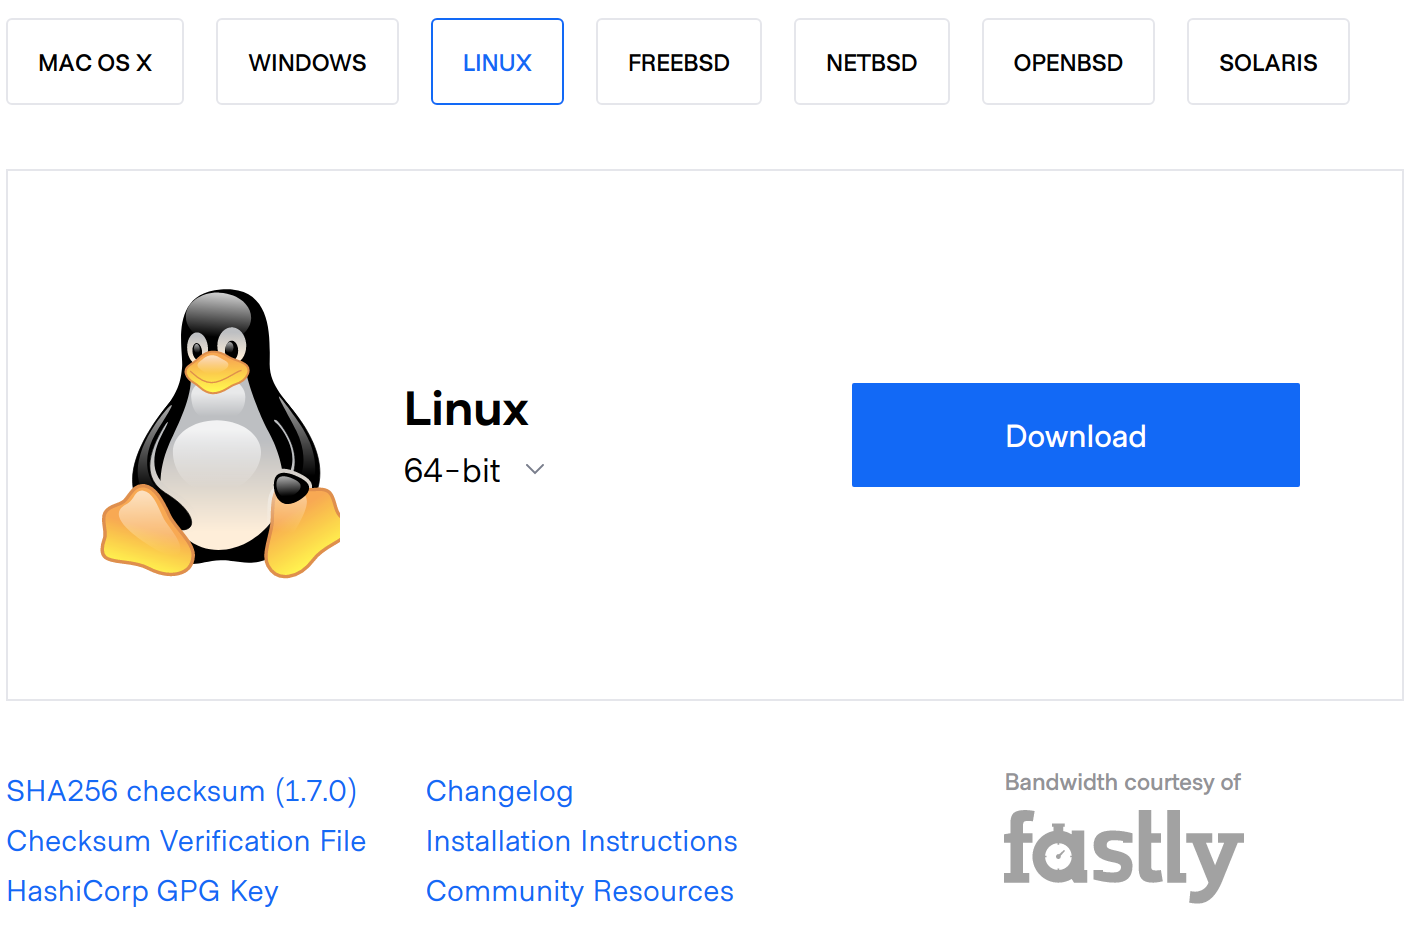 MAC OS X
WINDOWS
LINUX
FREEBSD
NETBSD
OPENBSD
SOLARIS
Linux
64-bit
Download
SHA256 checksum (1.7.0)
Checksum Verification File
HashiCorp GPG Key
Changelog
Installation Instructions
Community Resources
Bandwidth courtesy of
fastly